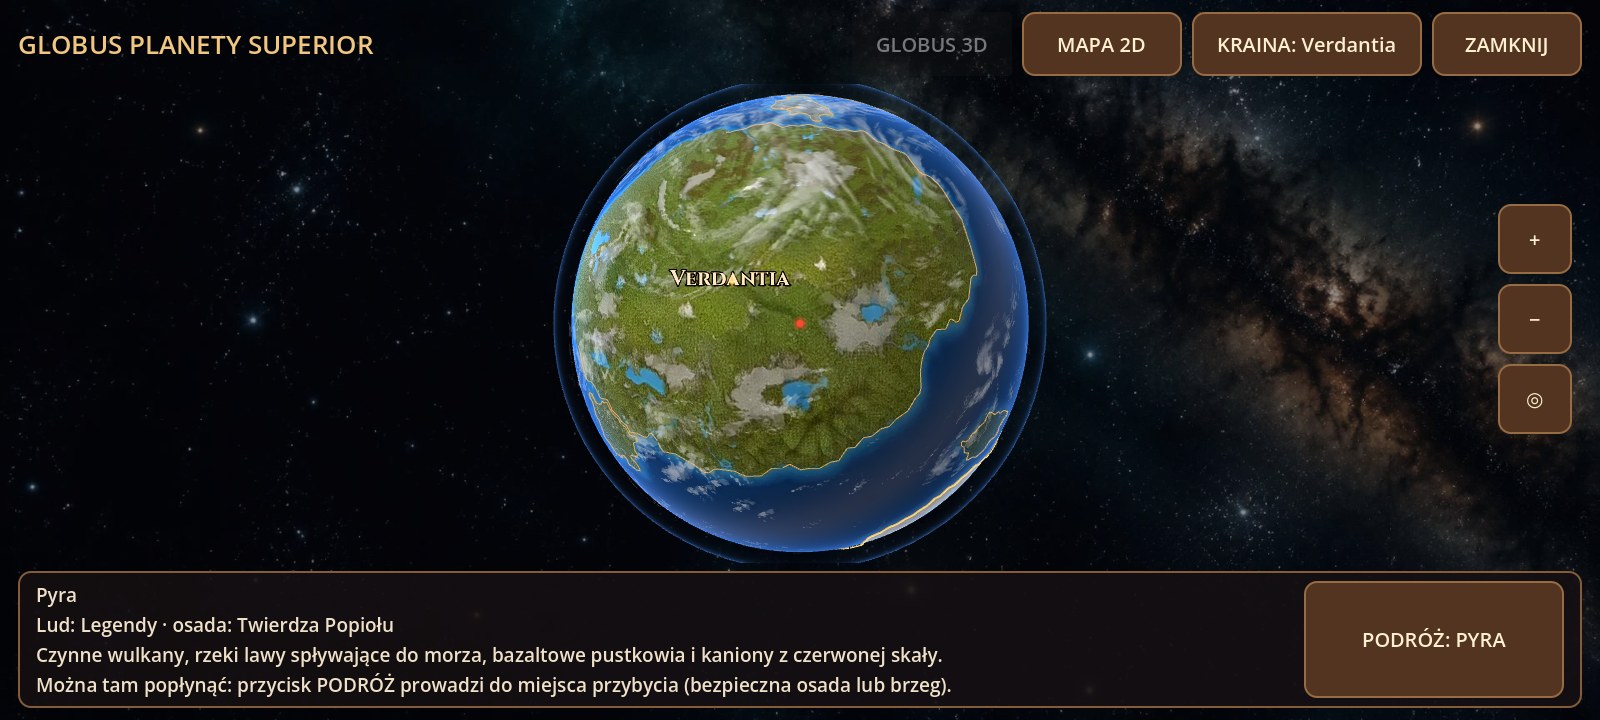 GLOBUS PLANETY SUPERIOR
GLOBUS 3D
MAPA 2D
KRAINA: Verdantia
ZAMKNIJ
VERDANTIA
+
−
◎
Pyra
Lud: Legendy · osada: Twierdza Popiołu
Czynne wulkany, rzeki lawy spływające do morza, bazaltowe pustkowia i kaniony z czerwonej skały.
Można tam popłynąć: przycisk PODRÓŻ prowadzi do miejsca przybycia (bezpieczna osada lub brzeg).
PODRÓŻ: PYRA